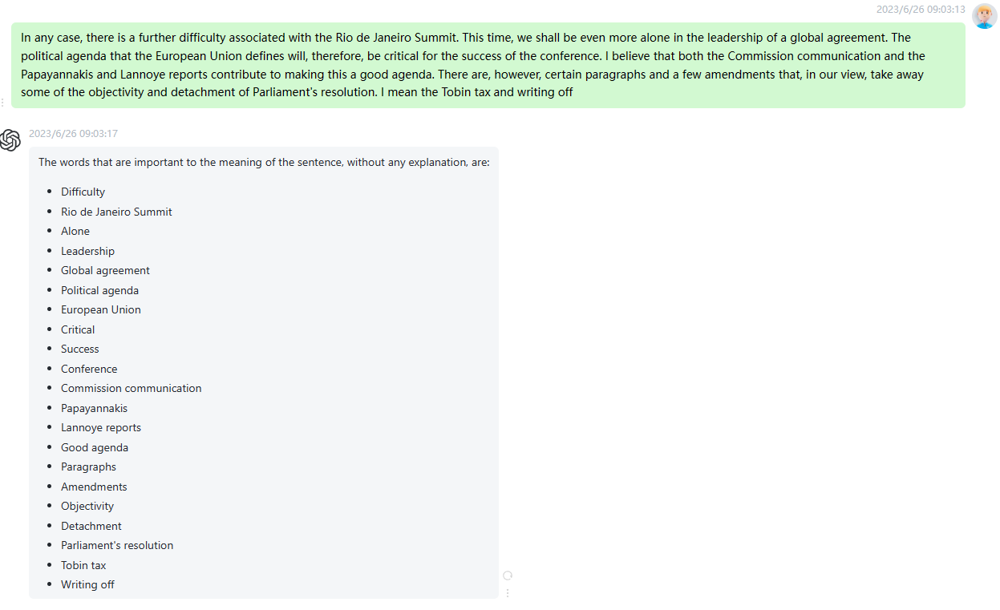 2023/6/26 09:03:13
In any case, there is a further difficulty associated with the Rio de Janeiro Summit. This time, we shall be even more alone in the leadership of a global agreement. The
political agenda that the European Union defines will, therefore, be critical for the success of the conference. I believe that both the Commission communication and the
Papayannakis and Lannoye reports contribute to making this a good agenda. There are, however, certain paragraphs and a few amendments that, in our view, take away
some of the objectivity and detachment of Parliament's resolution. I mean the Tobin tax and writing off
2023/6/26 09:03:17
The words that are important to the meaning of the sentence, without any explanation, are:
• Difficulty
• Rio de Janeiro Summit
• Alone
• Leadership
• Global agreement
• Political agenda
• European Union
• Critical
• Success
• Conference
• Commission communication
• Papayannakis
• Lannoye reports
• Good agenda
• Paragraphs
• Amendments
• Objectivity
• Detachment
• Parliament's resolution
• Tobin tax
• Writing off